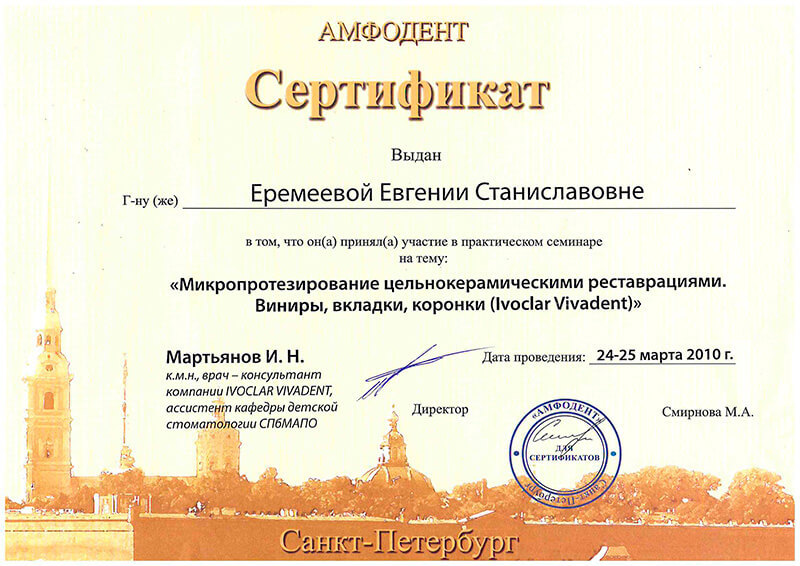 АМФОДЕНТ
Сертификат
Выдан
Г-ну (же) Еремеевой Евгении Станиславовне
в том, что он(а) принял(а) участие в практическом семинаре
на тему:
«Микропротезирование цельнокерамическими реставрациями.
Виниры, вкладки, коронки (Ivoclar Vivadent)»
Мартьянов И. Н.
к.м.н., врач – консультант
компании IVOCLAR VIVADENT,
ассистент кафедры детской
стоматологии СПбМАПО
Дата проведения: 24-25 марта 2010 г.
Директор
Смирнова М.А.
«АМФОДЕНТ»
ДЛЯ
СЕРТИФИКАТОВ
Санкт-Петербург
Санкт-Петербург